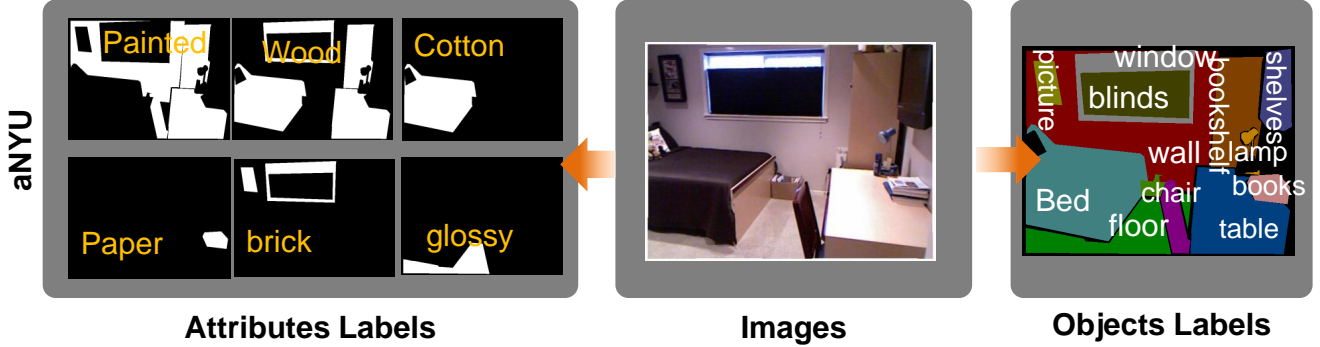 aNYU
Painted
Wood
Cotton
Paper
brick
glossy
picture
window
blinds
bookshelf
shelves
wall
lamp
Bed
chair
books
floor
table
Attributes Labels
Images
Objects Labels